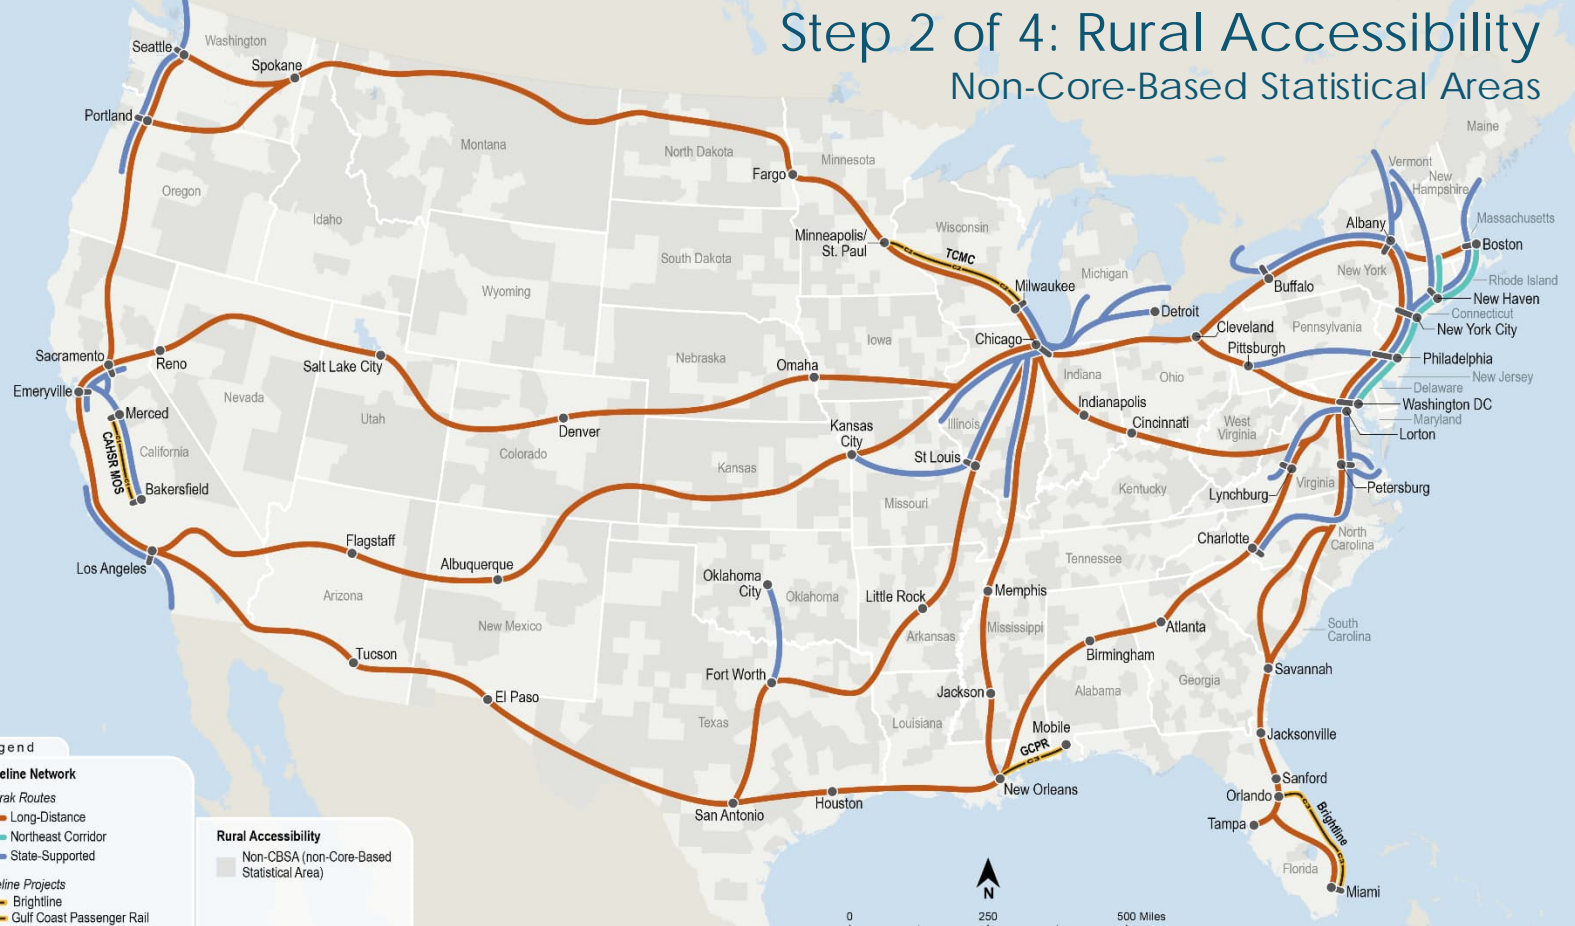 Step 2 of 4: Rural Accessibility
Non-Core-Based Statistical Areas
Seattle
Washington
Spokane
Portland
Maine
Montana
North Dakota
Minnesota
Fargo
Vermont
New
Hampshire
Oregon
Idaho
Albany
Massachusetts
Wisconsin
Minneapolis/
St. Paul
Boston
TCMC
South Dakota
Michigan
New York
Rhode Island
Milwaukee
Buffalo
Wyoming
New Haven
Connecticut
Detroit
New York City
Cleveland
Pennsylvania
Chicago
Iowa
Pittsburgh
Sacramento
Reno
Salt Lake City
Nebraska
Omaha
Philadelphia
Indiana
Ohio
New Jersey
Emeryville
Nevada
Delaware
Washington DC
Merced
Utah
Indianapolis
Maryland
Denver
Kansas
City
Illinois
Cincinnati
West
Virginia
Lorton
CAHSR MOS
California
Colorado
Kansas
St Louis
Bakersfield
Kentucky
Virginia
Petersburg
Lynchburg
Missouri
Flagstaff
Charlotte
North
Carolina
Los Angeles
Albuquerque
Tennessee
Oklahoma
City
Oklahoma
Arizona
Little Rock
Memphis
New Mexico
Arkansas
Mississippi
Atlanta
South
Carolina
Tucson
Birmingham
Fort Worth
Savannah
El Paso
Jackson
Alabama
Georgia
Texas
Louisiana
Mobile
GCPR
Jacksonville
New Orleans
Sanford
Houston
Orlando
San Antonio
Tampa
Brightline
Florida
Miami
gend
eline Network
rak Routes
Long-Distance
Northeast Corridor
State-Supported
eline Projects
Brightline
Gulf Coast Passenger Rail
Rural Accessibility
Non-CBSA (non-Core-Based
Statistical Area)
N
0 250 500 Miles